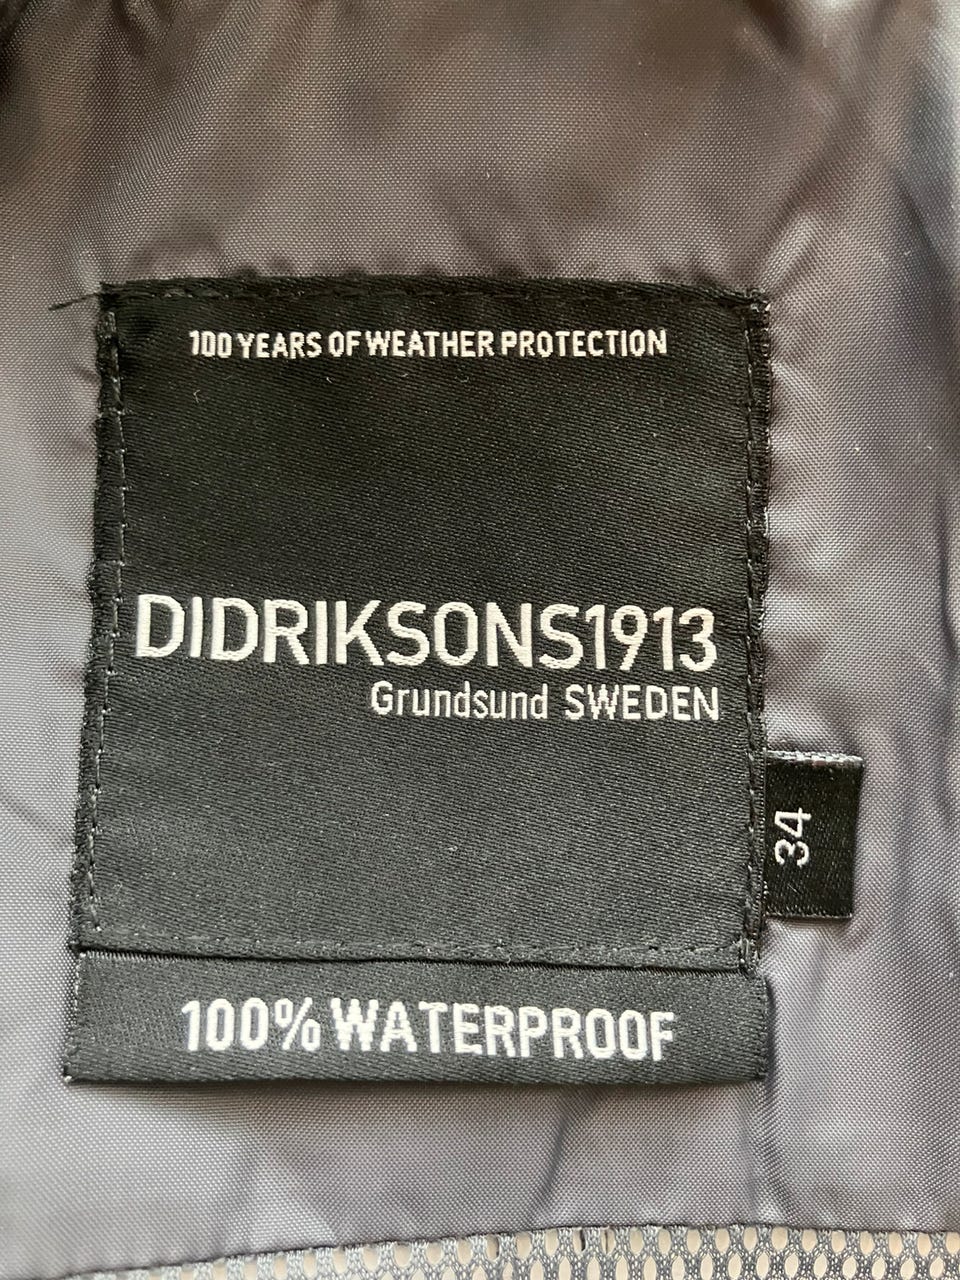 100 YEARS OF WEATHER PROTECTION
DIDRIKSONS1913
Grundsund SWEDEN
34
100% WATERPROOF